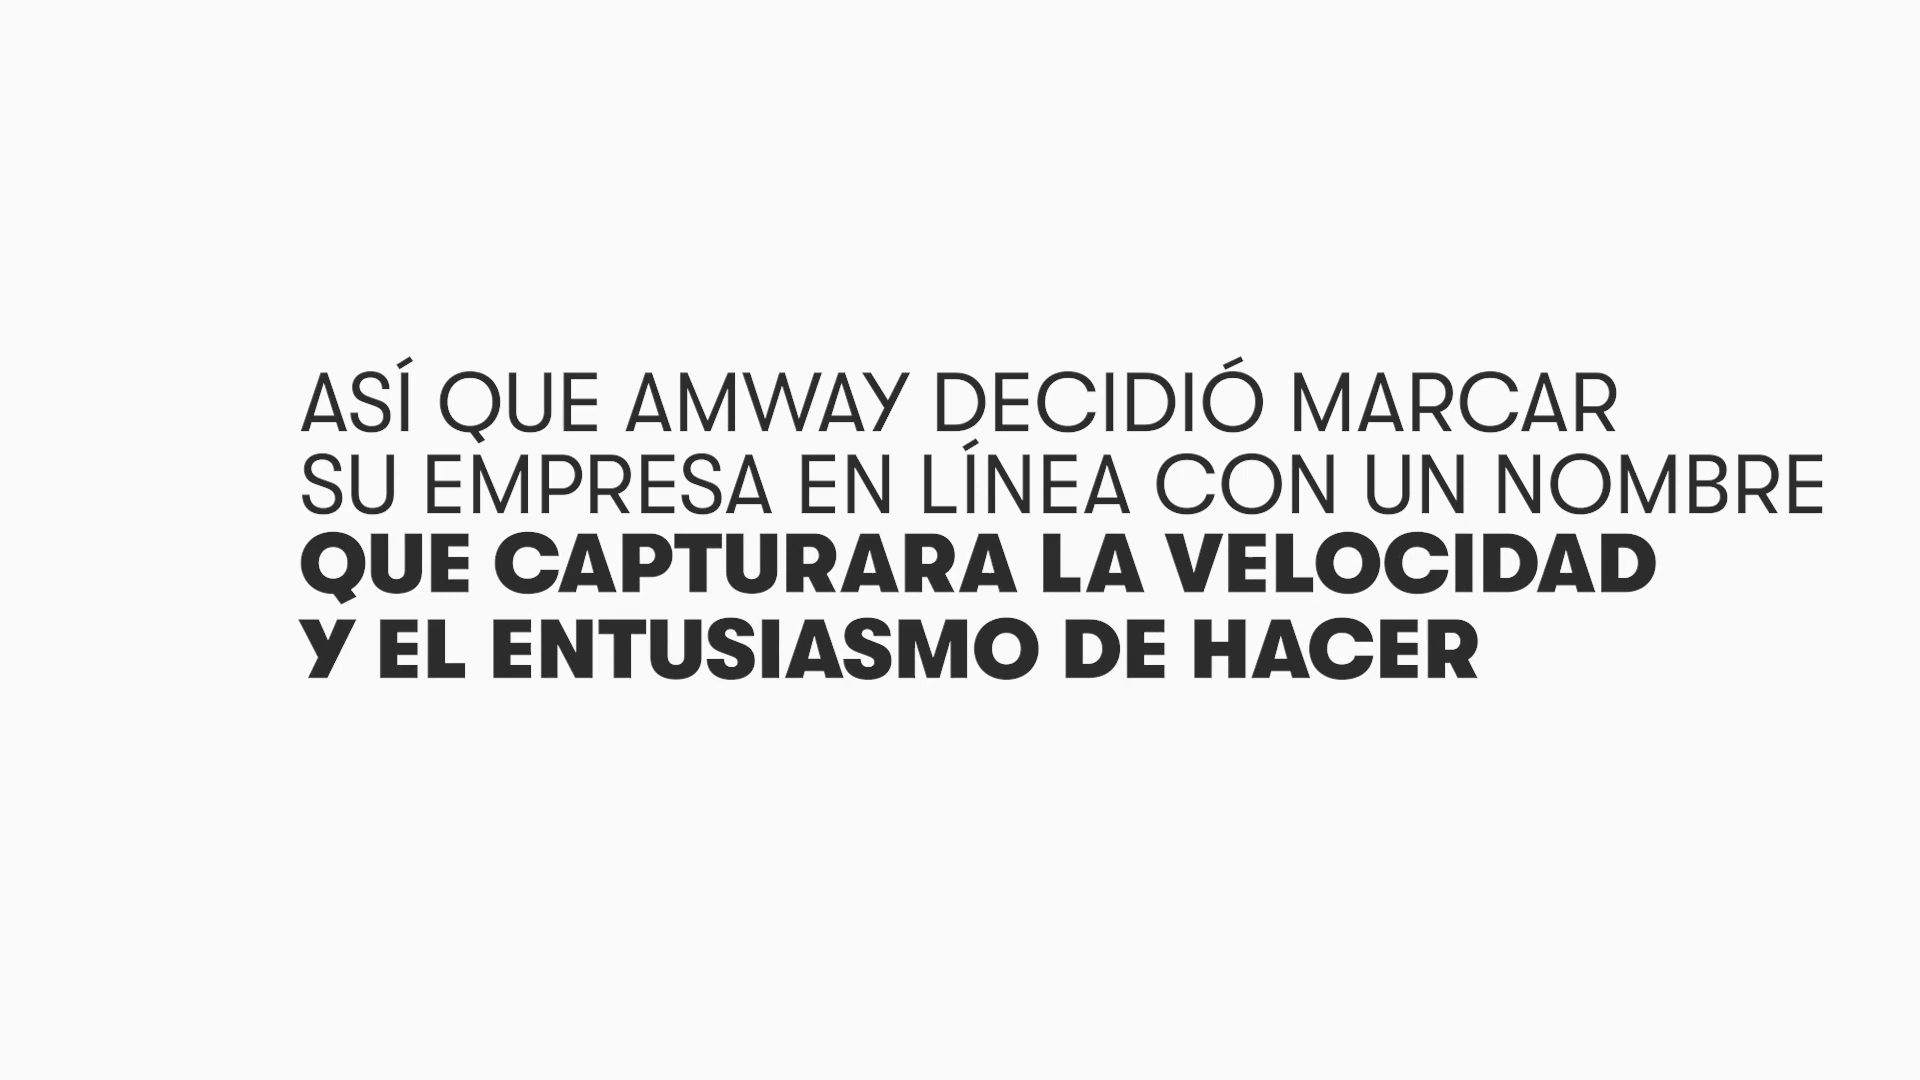 ASÍ QUE AMWAY DECIDIÓ MARCAR
SU EMPRESA EN LÍNEA CON UN NOMBRE
QUE CAPTURARA LA VELOCIDAD
Y EL ENTUSIASMO DE HACER